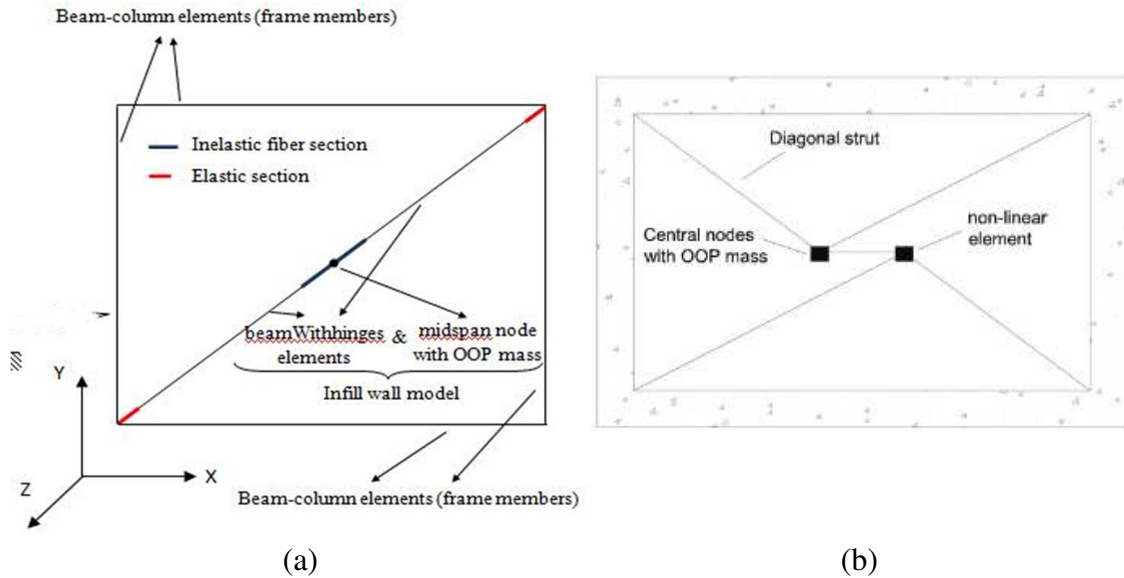 Beam-column elements (frame members)
Inelastic fiber section
Elastic section
beamWithhinges & midspan node
elements with OOP mass
Infill wall model
Y
X
Z
Beam-column elements (frame members)
(a)
Diagonal strut
Central nodes
with OOP mass
non-linear
element
(b)